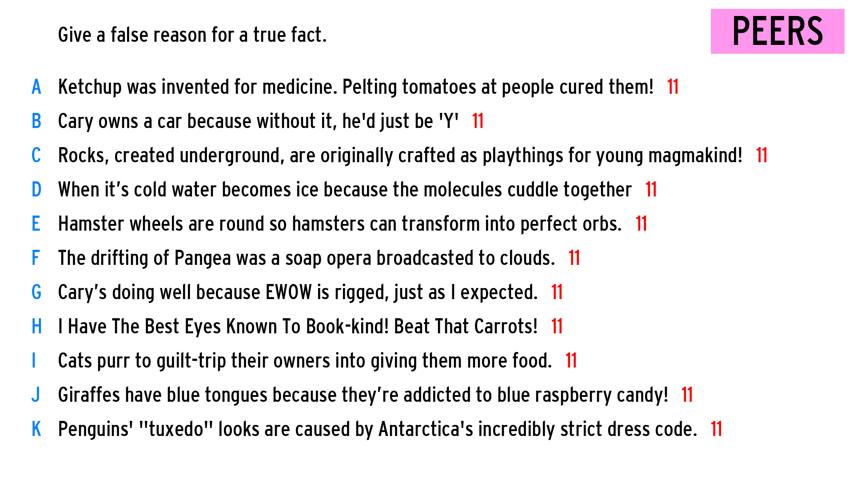 Give a false reason for a true fact.
PEERS
A Ketchup was invented for medicine. Pelting tomatoes at people cured them! 11
B Cary owns a car because without it, he'd just be 'Y' 11
C Rocks, created underground, are originally crafted as playthings for young magmakind! 11
D When it’s cold water becomes ice because the molecules cuddle together 11
E Hamster wheels are round so hamsters can transform into perfect orbs. 11
F The drifting of Pangea was a soap opera broadcasted to clouds. 11
G Cary’s doing well because EWOW is rigged, just as I expected. 11
H I Have The Best Eyes Known To Book-kind! Beat That Carrots! 11
I Cats purr to guilt-trip their owners into giving them more food. 11
J Giraffes have blue tongues because they’re addicted to blue raspberry candy! 11
K Penguins' "tuxedo" looks are caused by Antarctica's incredibly strict dress code. 11